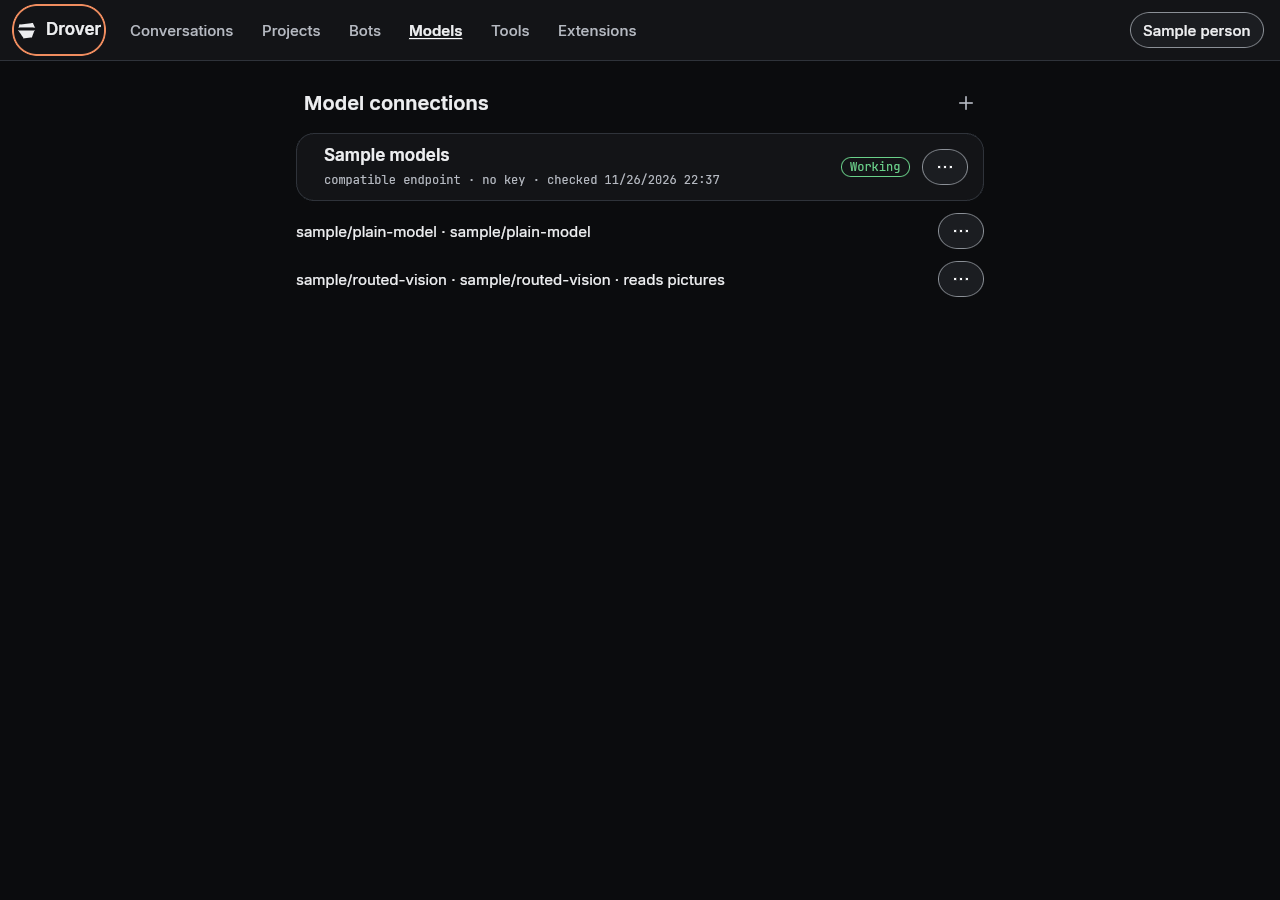 Drover Conversations Projects Bots Models Tools Extensions Sample person
Model connections
Sample models
compatible endpoint · no key · checked 11/26/2026 22:37
Working
sample/plain-model · sample/plain-model
sample/routed-vision · sample/routed-vision · reads pictures